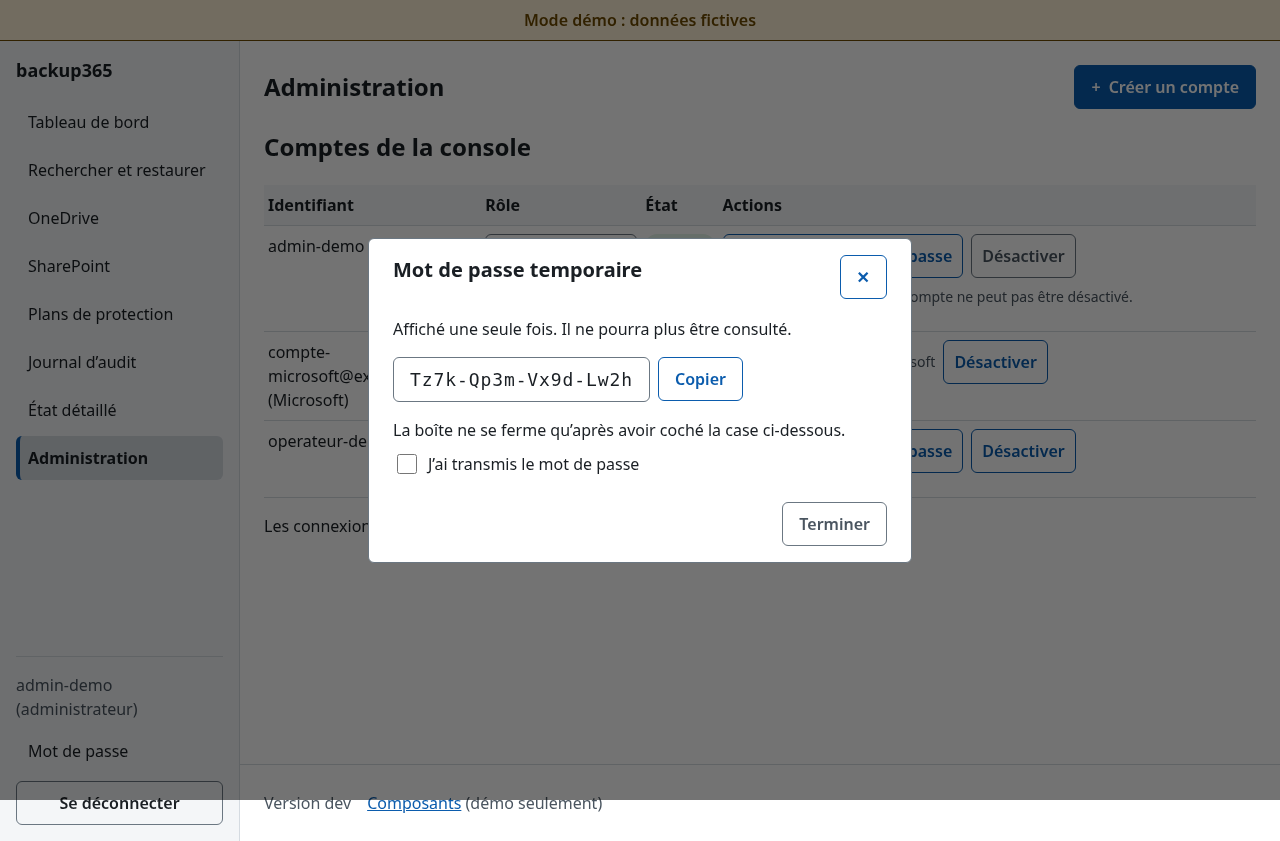 Mode démo : données fictives
backup365
Tableau de bord
Rechercher et restaurer
OneDrive
SharePoint
Plans de protection
Journal d’audit
État détaillé
Administration
admin-demo
(administrateur)
Mot de passe
Se déconnecter
Administration
+ Créer un compte
Comptes de la console
Identifiant Rôle État Actions
admin-demo
passe Désactiver
compte ne peut pas être désactivé.
compte-
microsoft@ex
(Microsoft)
soft Désactiver
operateur-de
passe Désactiver
Les connexion
Mot de passe temporaire
×
Affiché une seule fois. Il ne pourra plus être consulté.
Tz7k-Qp3m-Vx9d-Lw2h Copier
La boîte ne se ferme qu’après avoir coché la case ci-dessous.
J’ai transmis le mot de passe
Terminer
Version dev Composants (démo seulement)